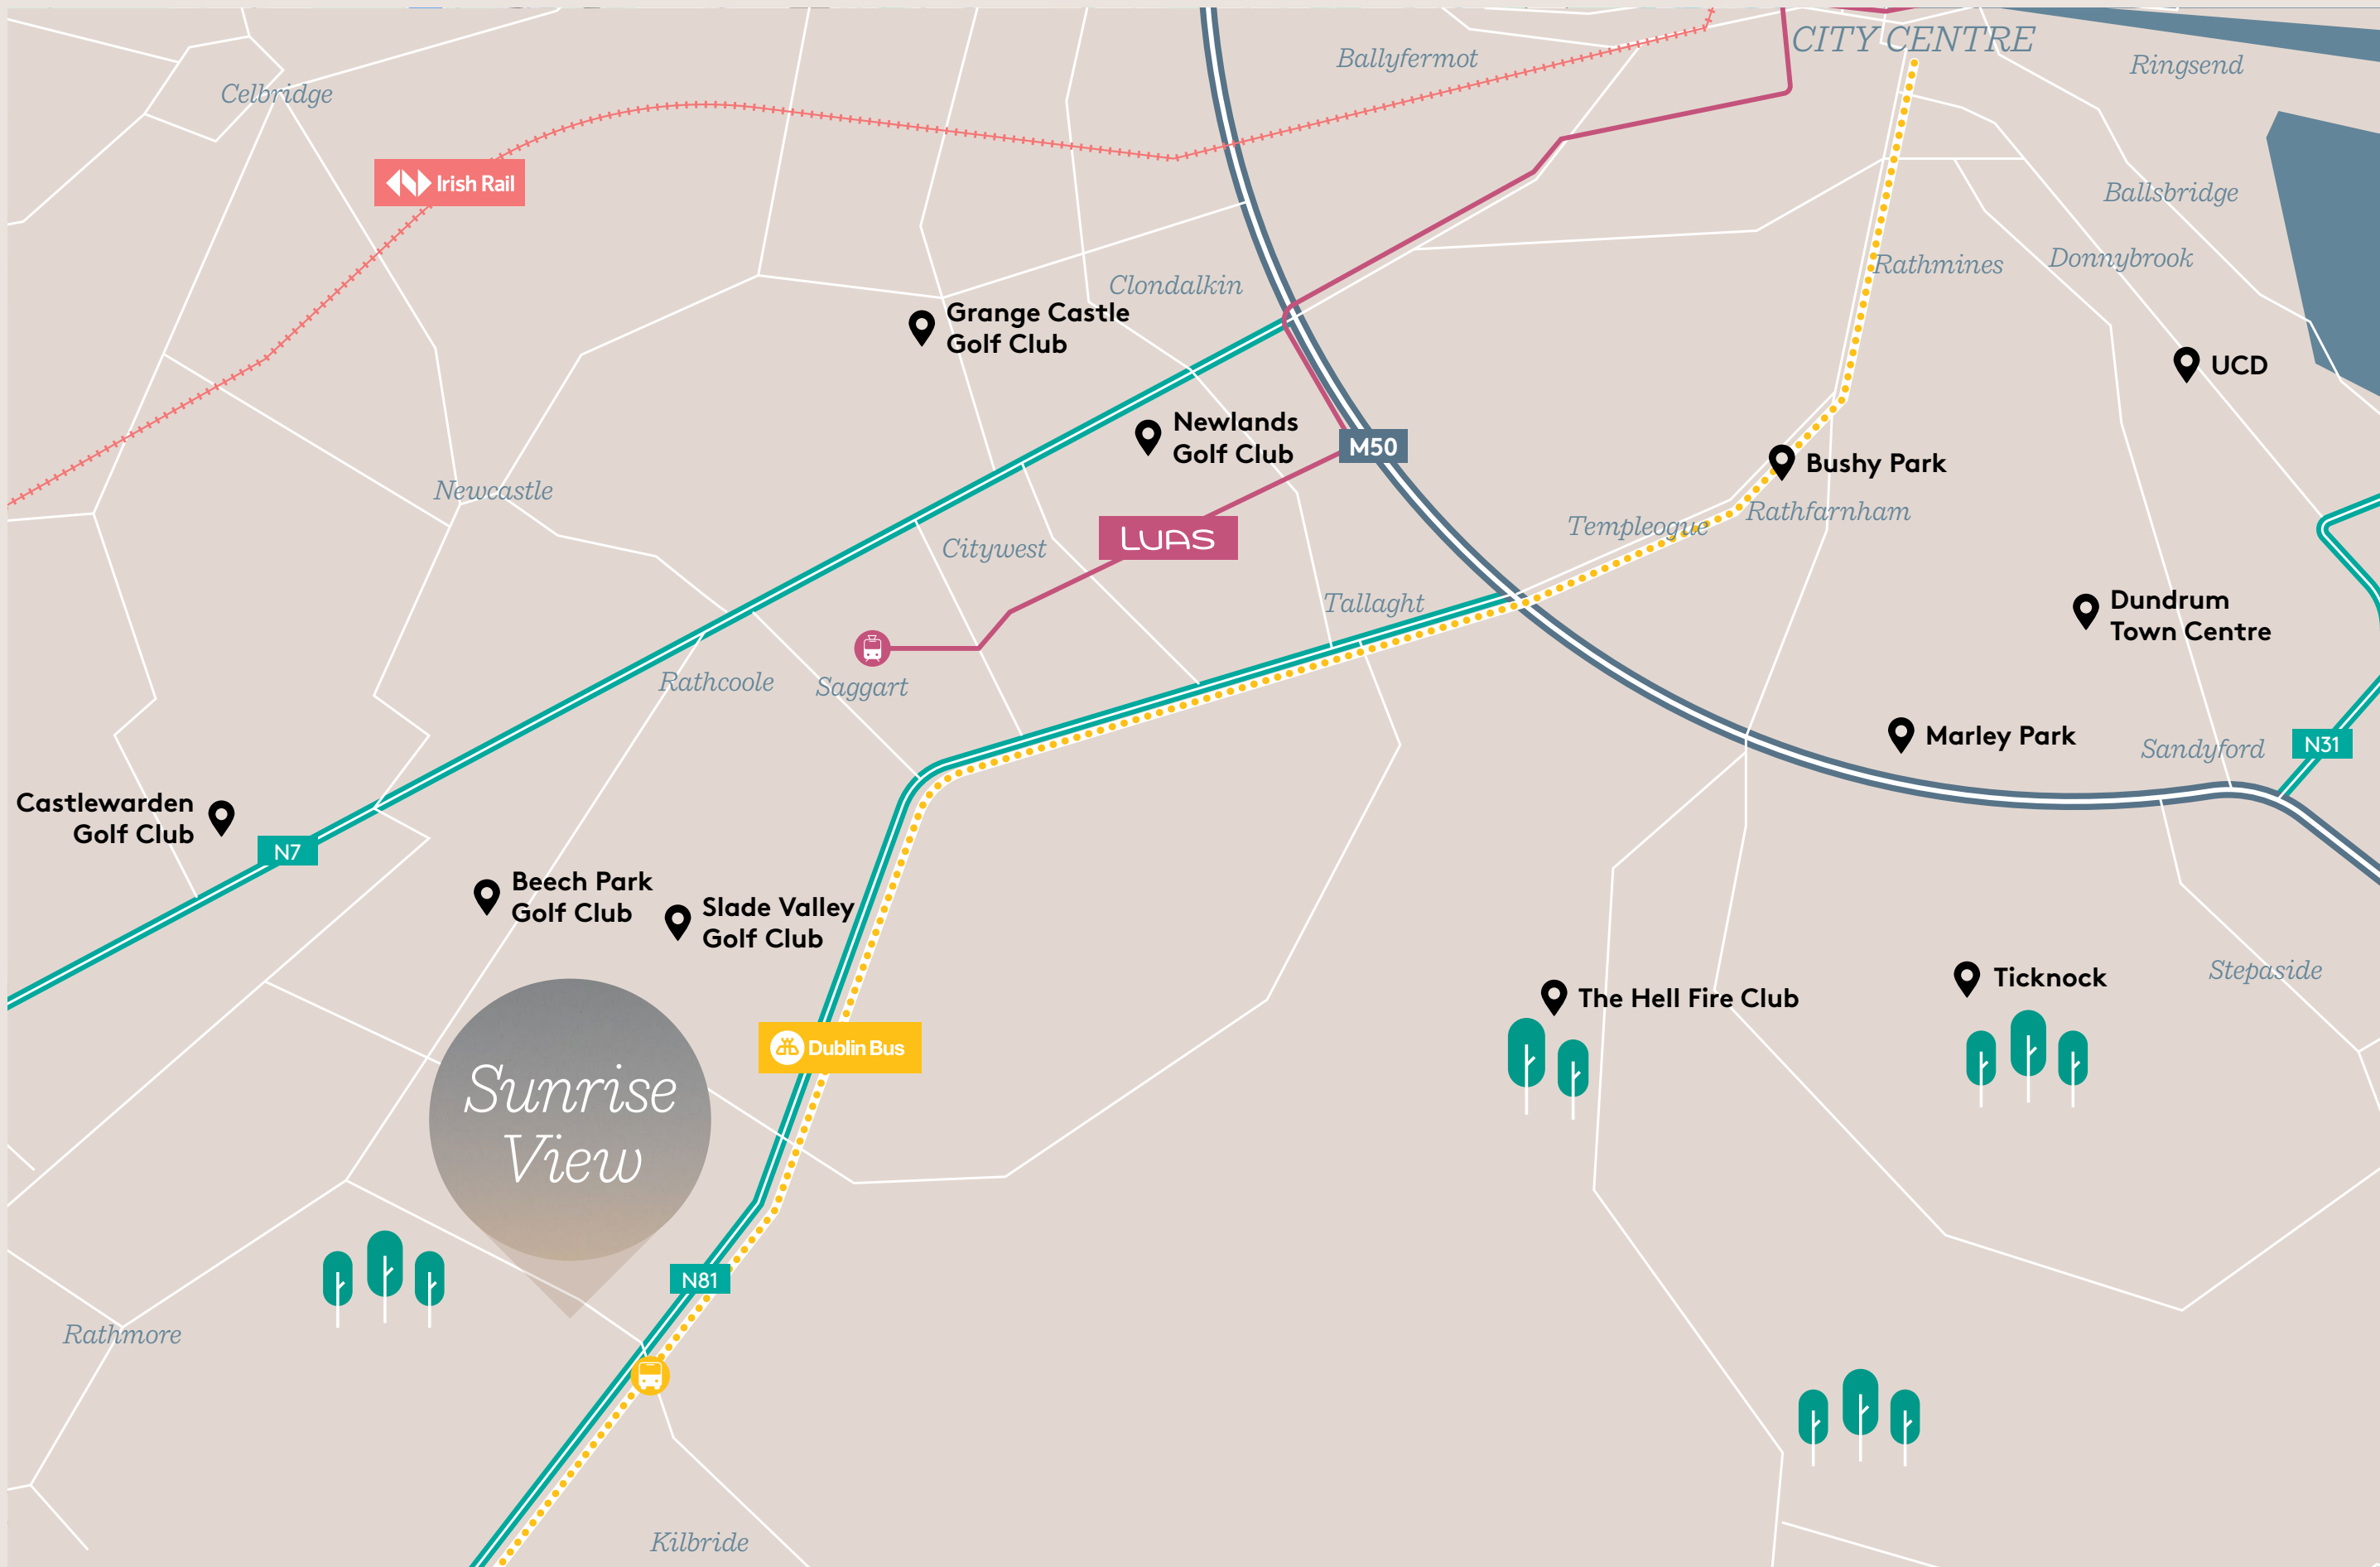 CITY CENTRE
Ballyfermot
Ringsend
Celbridge
Irish Rail
Ballsbridge
Rathmines
Donnybrook
Clondalkin
Grange Castle
Golf Club
UCD
Newlands
Golf Club
M50
Bushy Park
Newcastle
Rathfarnham
Templeogue
LUAS
Citywest
Tallaght
Dundrum
Town Centre
Rathcoole
Saggart
Marley Park
Sandyford
N31
Castlewarden
Golf Club
N7
Beech Park
Golf Club
Slade Valley
Golf Club
Stepaside
Ticknock
The Hell Fire Club
Dublin Bus
Sunrise
View
N81
Rathmore
Kilbride